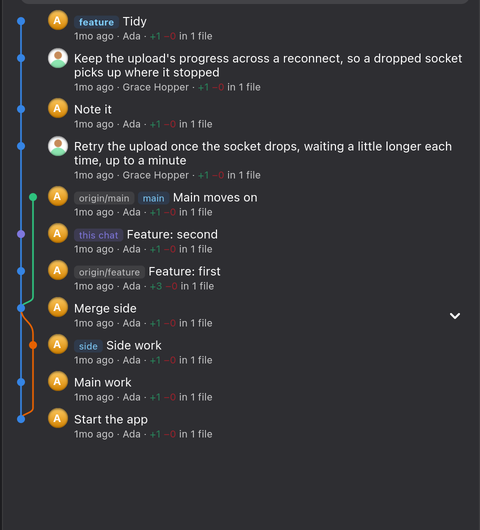 A feature Tidy
1mo ago · Ada · +1 −0 in 1 file
Keep the upload's progress across a reconnect, so a dropped socket
picks up where it stopped
1mo ago · Grace Hopper · +1 −0 in 1 file
A Note it
1mo ago · Ada · +1 −0 in 1 file
Retry the upload once the socket drops, waiting a little longer each
time, up to a minute
1mo ago · Grace Hopper · +1 −0 in 1 file
A origin/main main Main moves on
1mo ago · Ada · +1 −0 in 1 file
A this chat Feature: second
1mo ago · Ada · +1 −0 in 1 file
A origin/feature Feature: first
1mo ago · Ada · +3 −0 in 1 file
A Merge side
1mo ago · Ada · +1 −0 in 1 file
A side Side work
1mo ago · Ada · +1 −0 in 1 file
A Main work
1mo ago · Ada · +1 −0 in 1 file
A Start the app
1mo ago · Ada · +1 −0 in 1 file